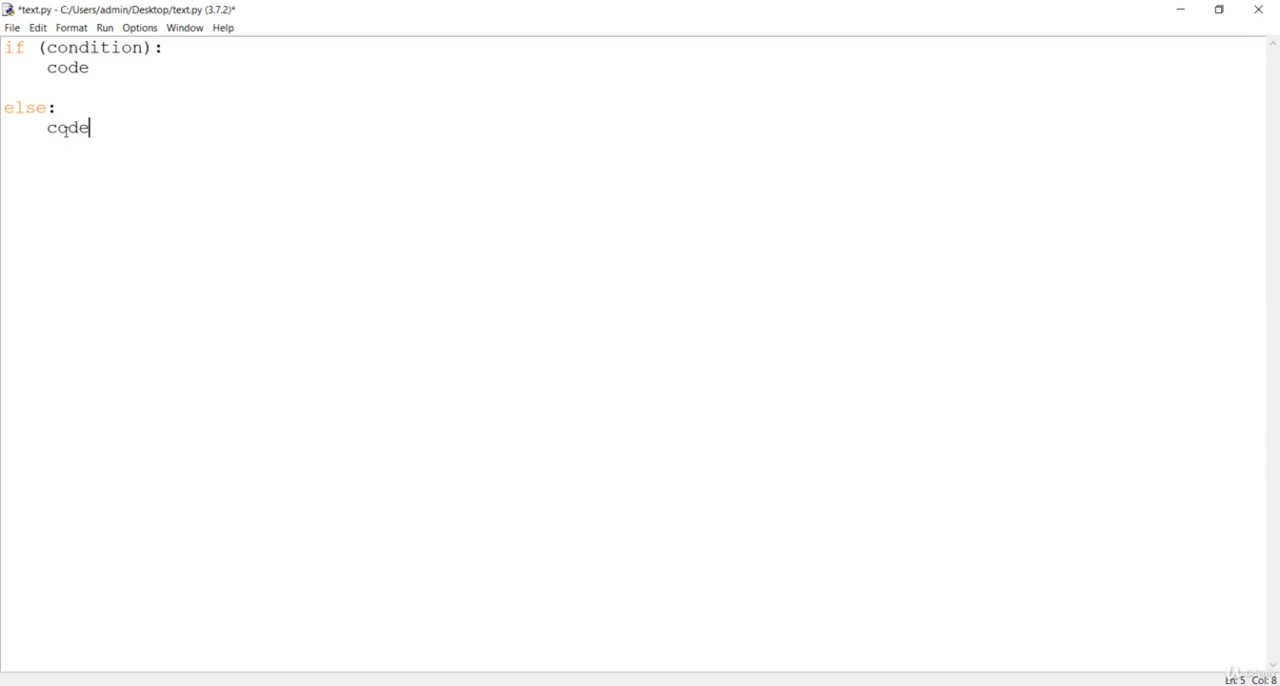 *text.py - C:/Users/admin/Desktop/text.py (3.7.2)*
File Edit Format Run Options Window Help
if (condition):
code
else:
code
Ln: 5 Col: 8